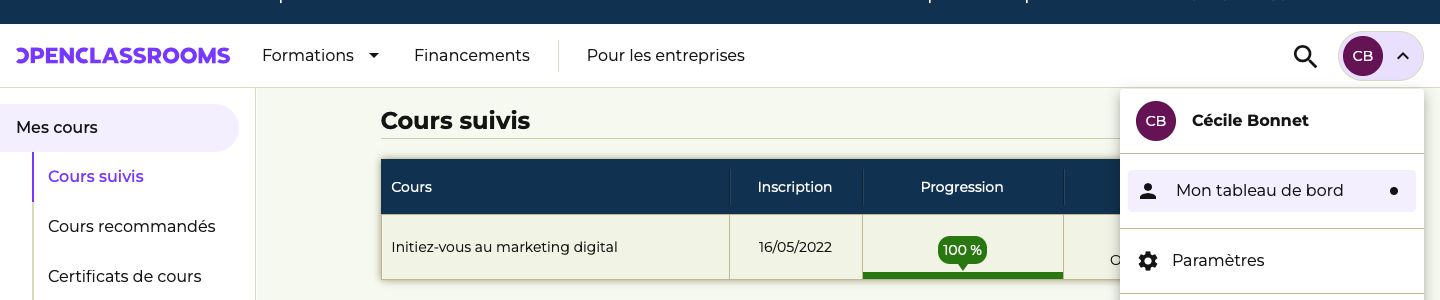 OPENCLASSROOMS Formations Financements Pour les entreprises CB
Mes cours
Cours suivis
Cours recommandés
Certificats de cours
Cours suivis
Cours Inscription Progression
Initiez-vous au marketing digital 16/05/2022 100 %
CB Cécile Bonnet
Mon tableau de bord
Paramètres